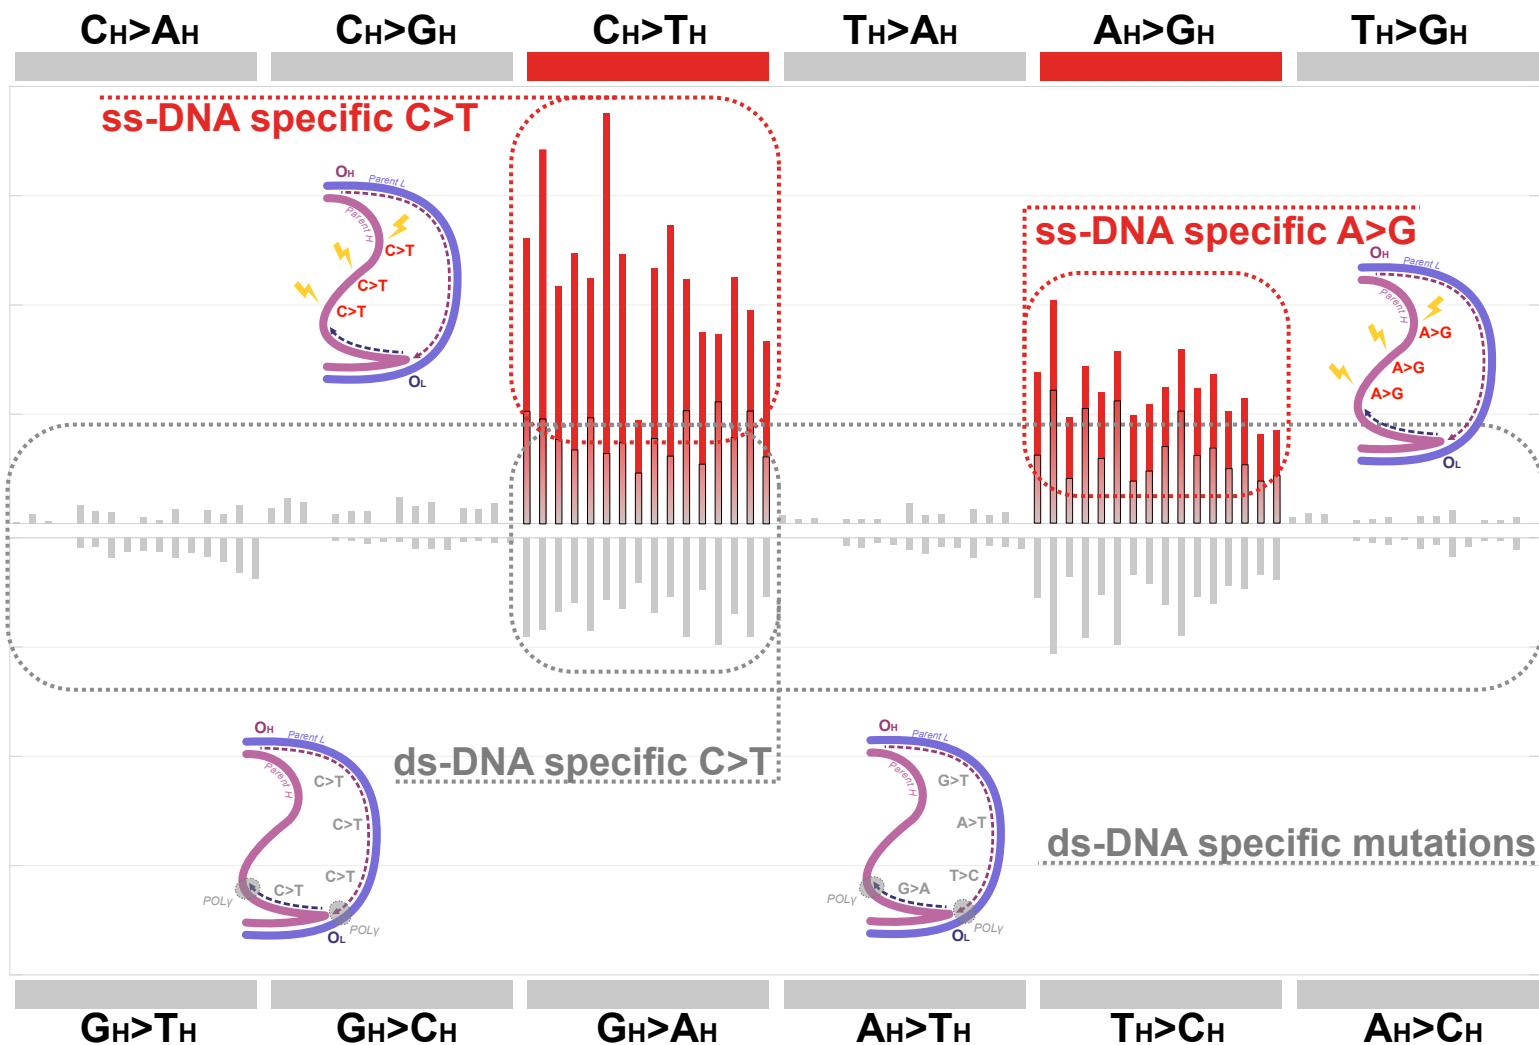 CH>AH
CH>GH
CH>TH
TH>AH
AH>GH
TH>GH
ss-DNA specific C>T
OH
Parent L
Parent H
C>T
C>T
C>T
OL
ss-DNA specific A>G
OH
Parent L
Parent H
A>G
A>G
A>G
OL
OH
Parent L
Parent H
C>T
C>T
C>T
C>T
POLγ
POLγ
OL
ds-DNA specific C>T
OH
Parent L
Parent H
G>T
A>T
T>C
G>A
POLγ
POLγ
OL
ds-DNA specific mutations
GH>TH
GH>CH
GH>AH
AH>TH
TH>CH
AH>CH